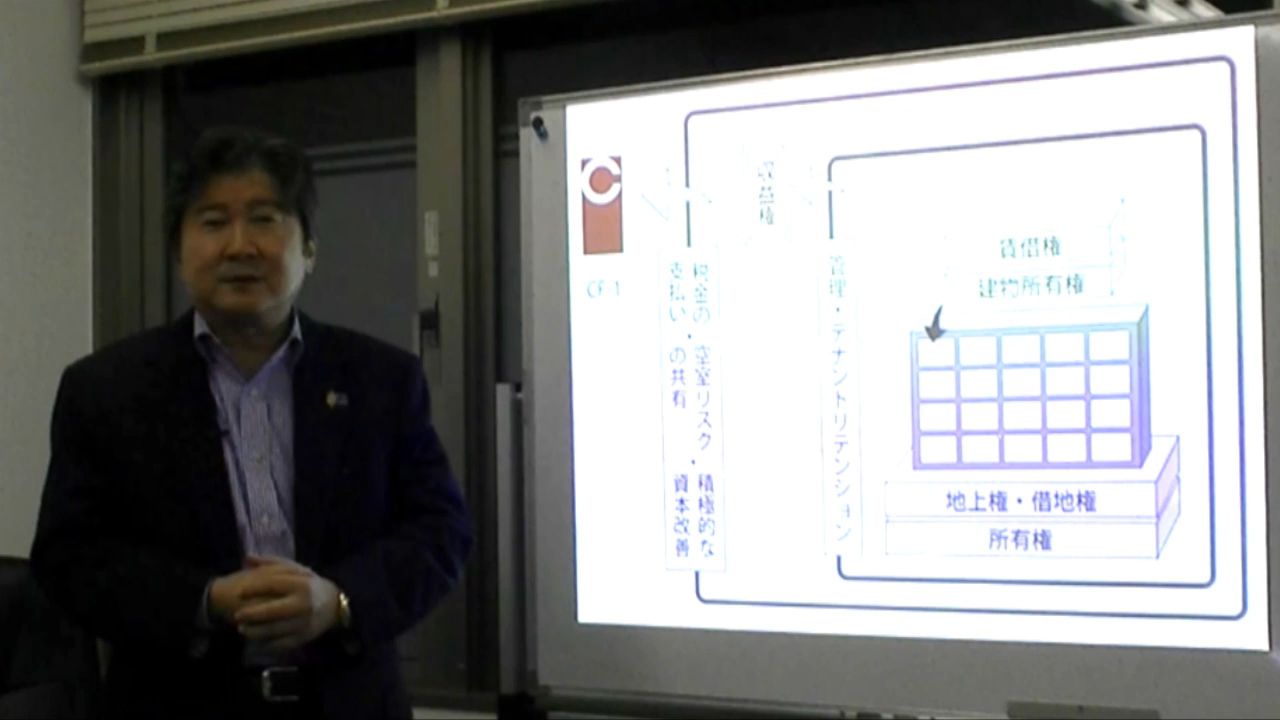 C
CF-1
収益権
税金の支払い
・空室リスクの共有
・積極的な資本改善
管理・テナントリテンション
賃借権
建物所有権
地上権・借地権
所有権